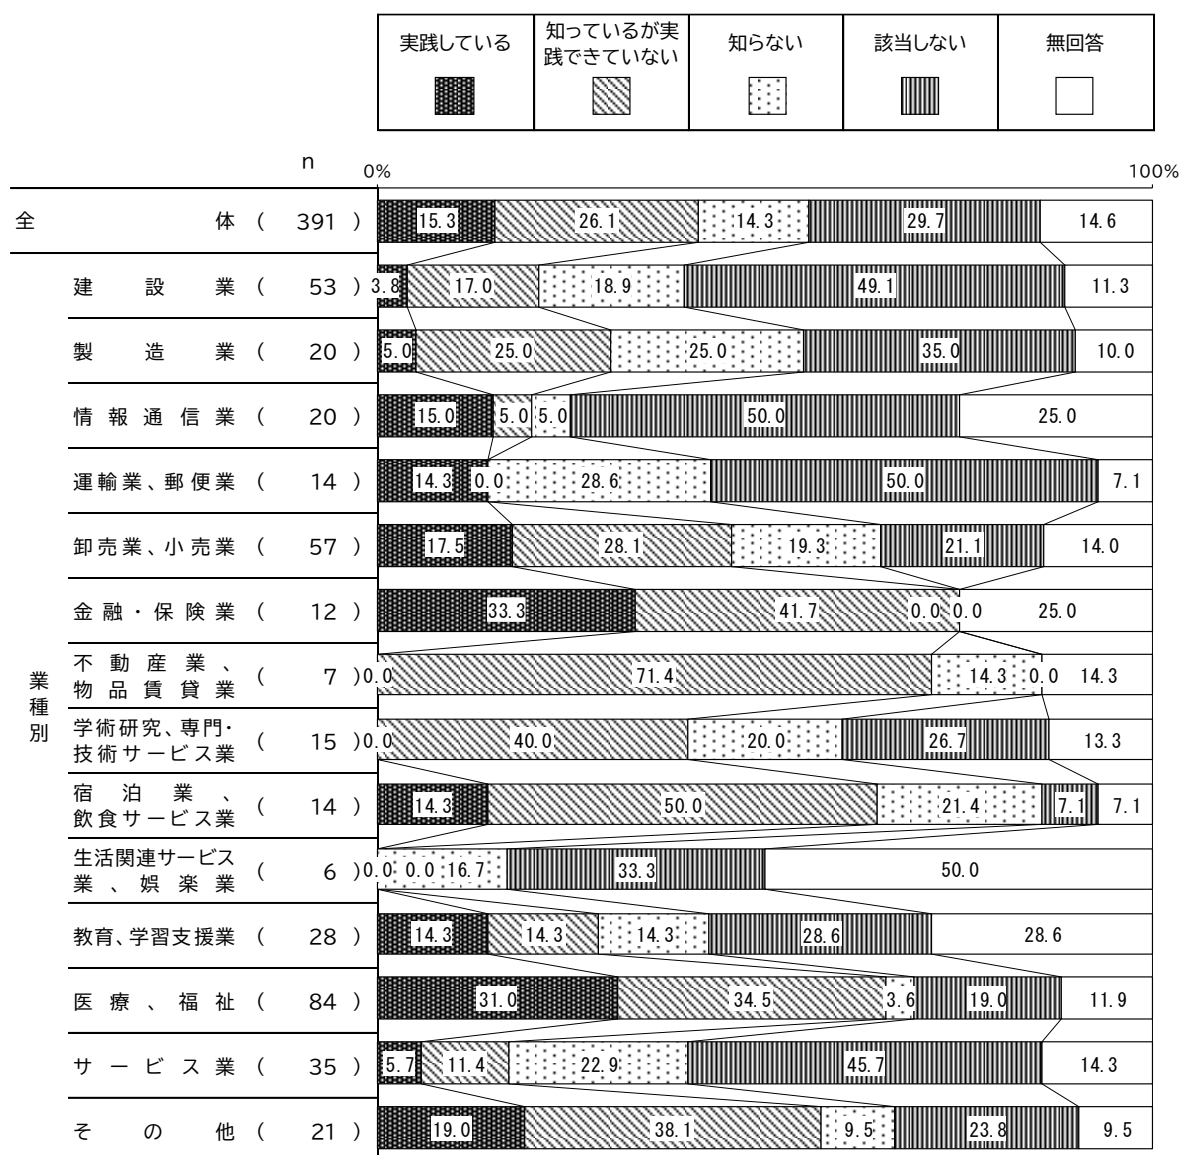 実践している
知っているが実
践できていない
知らない
該当しない
無回答
n
0%
100%
全体 ( 391 ) 15.3 26.1 14.3 29.7 14.6
業種別
建設業 ( 53 ) 3.8 17.0 18.9 49.1 11.3
製造業 ( 20 ) 5.0 25.0 25.0 35.0 10.0
情報通信業 ( 20 ) 15.0 5.0 5.0 50.0 25.0
運輸業、郵便業 ( 14 ) 14.3 0.0 28.6 50.0 7.1
卸売業、小売業 ( 57 ) 17.5 28.1 19.3 21.1 14.0
金融・保険業 ( 12 ) 33.3 41.7 0.0 0.0 25.0
不動産業、
物品賃貸業 ( 7 ) 0.0 71.4 14.3 0.0 14.3
学術研究、専門・
技術サービス業 ( 15 ) 0.0 40.0 20.0 26.7 13.3
宿泊業、
飲食サービス業 ( 14 ) 14.3 50.0 21.4 7.1 7.1
生活関連サービス
業、娯楽業 ( 6 ) 0.0 0.0 16.7 33.3 50.0
教育、学習支援業 ( 28 ) 14.3 14.3 14.3 28.6 28.6
医療、福祉 ( 84 ) 31.0 34.5 3.6 19.0 11.9
サービス業 ( 35 ) 5.7 11.4 22.9 45.7 14.3
その他 ( 21 ) 19.0 38.1 9.5 23.8 9.5